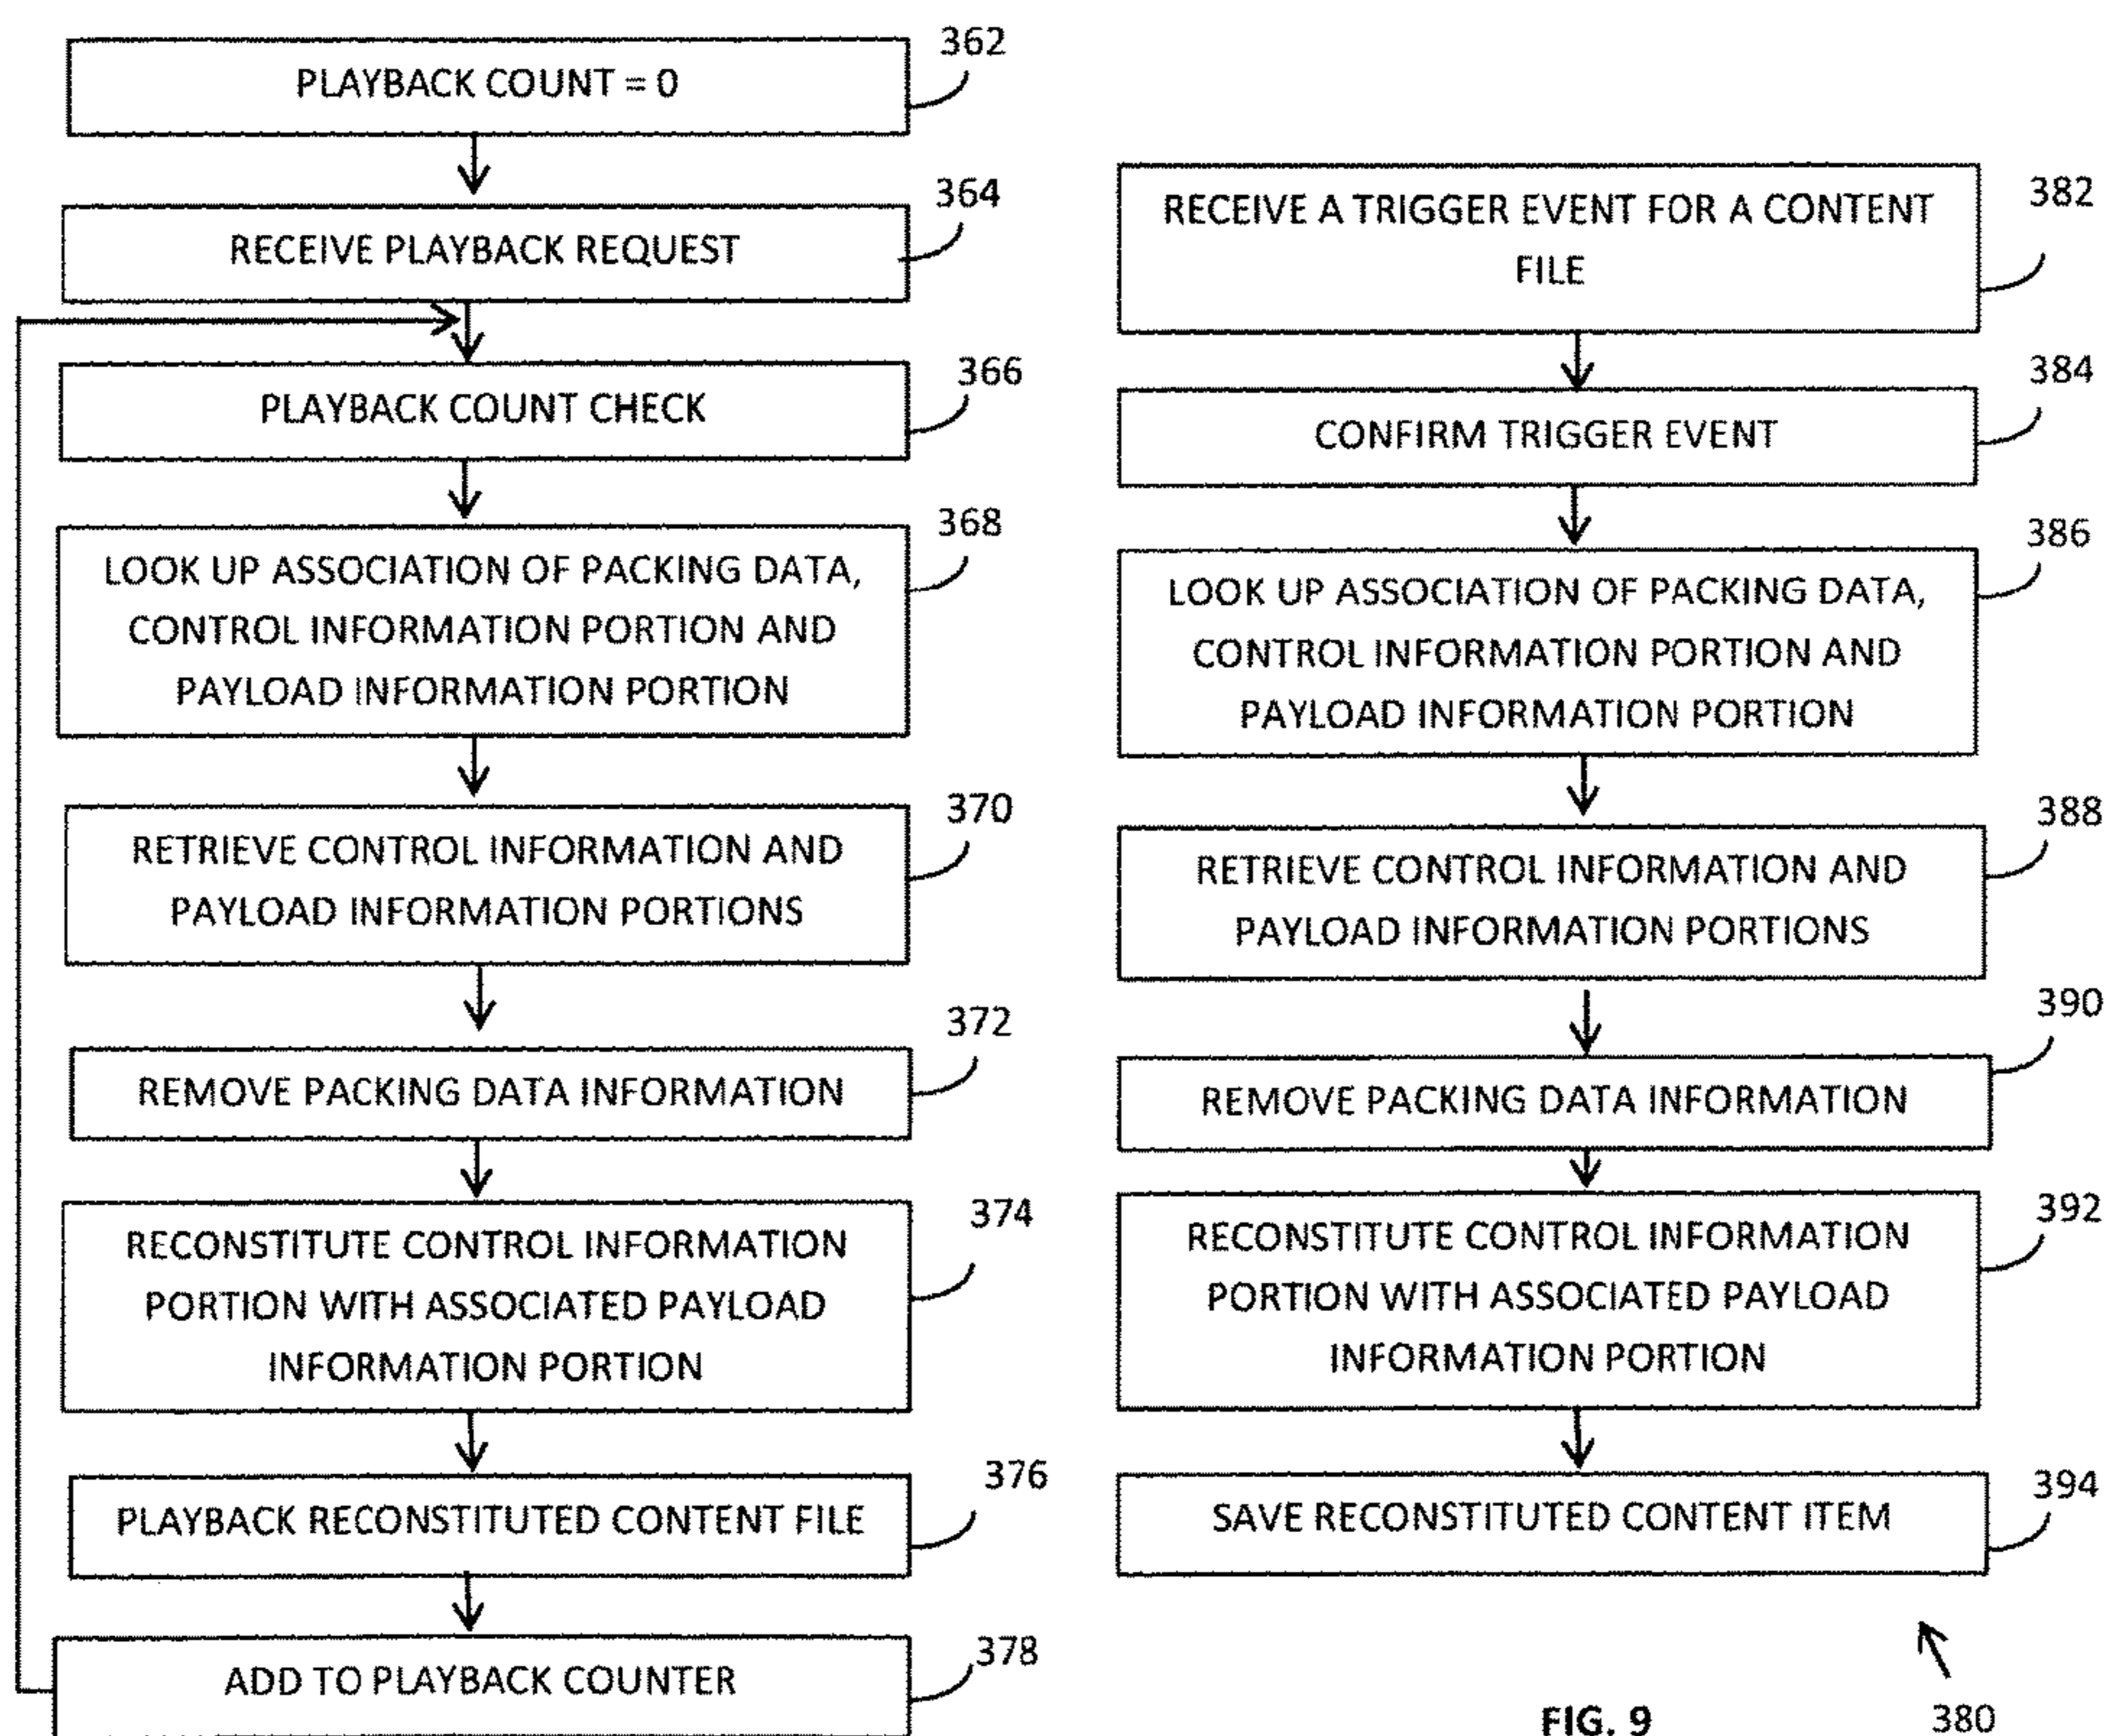 PLAYBACK COUNT = 0
362
RECEIVE PLAYBACK REQUEST
364
PLAYBACK COUNT CHECK
366
LOOK UP ASSOCIATION OF PACKING DATA,
CONTROL INFORMATION PORTION AND
PAYLOAD INFORMATION PORTION
368
RETRIEVE CONTROL INFORMATION AND
PAYLOAD INFORMATION PORTIONS
370
REMOVE PACKING DATA INFORMATION
372
RECONSTITUTE CONTROL INFORMATION
PORTION WITH ASSOCIATED PAYLOAD
INFORMATION PORTION
374
PLAYBACK RECONSTITUTED CONTENT FILE
376
ADD TO PLAYBACK COUNTER
378
RECEIVE A TRIGGER EVENT FOR A CONTENT
FILE
382
CONFIRM TRIGGER EVENT
384
LOOK UP ASSOCIATION OF PACKING DATA,
CONTROL INFORMATION PORTION AND
PAYLOAD INFORMATION PORTION
386
RETRIEVE CONTROL INFORMATION AND
PAYLOAD INFORMATION PORTIONS
388
REMOVE PACKING DATA INFORMATION
390
RECONSTITUTE CONTROL INFORMATION
PORTION WITH ASSOCIATED PAYLOAD
INFORMATION PORTION
392
SAVE RECONSTITUTED CONTENT ITEM
394
FIG. 9
380